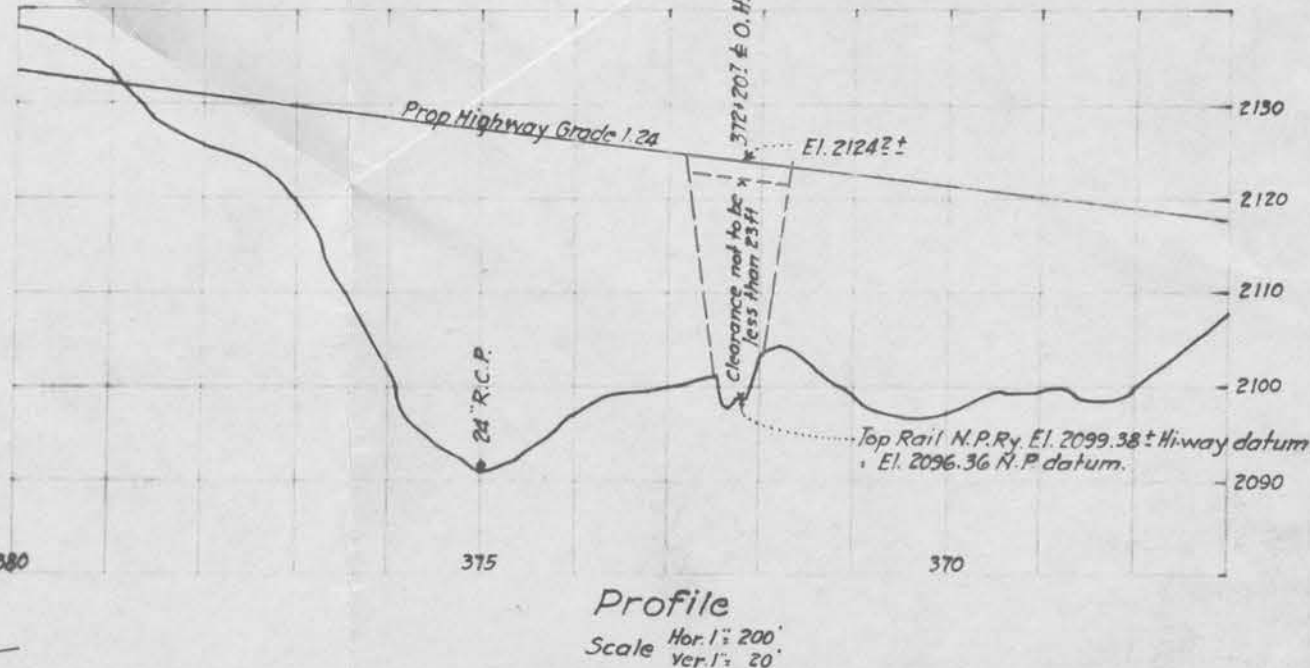 372+20? ⅊ O.H.
Prop Highway Grade 1.24
El. 2124? ±
2130
2120
2110
2100
2090
Clearance not to be
less than 23ft
24" R.C.P.
Top Rail N.P.Ry. El. 2099.38 ± Hi-way datum
: El. 2096.36 N.P datum.
380
375
370
Profile
Scale Hor. 1" = 200'
Ver. 1" = 20'